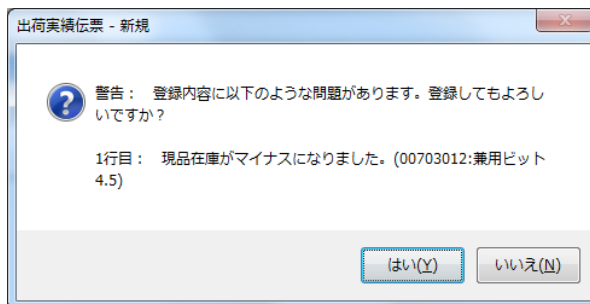 出荷実績伝票 - 新規
警告： 登録内容に以下のような問題があります。登録してもよろし
いですか？
1行目： 現品在庫がマイナスになりました。(00703012:兼用ビット
4.5)
はい(Y)
いいえ(N)